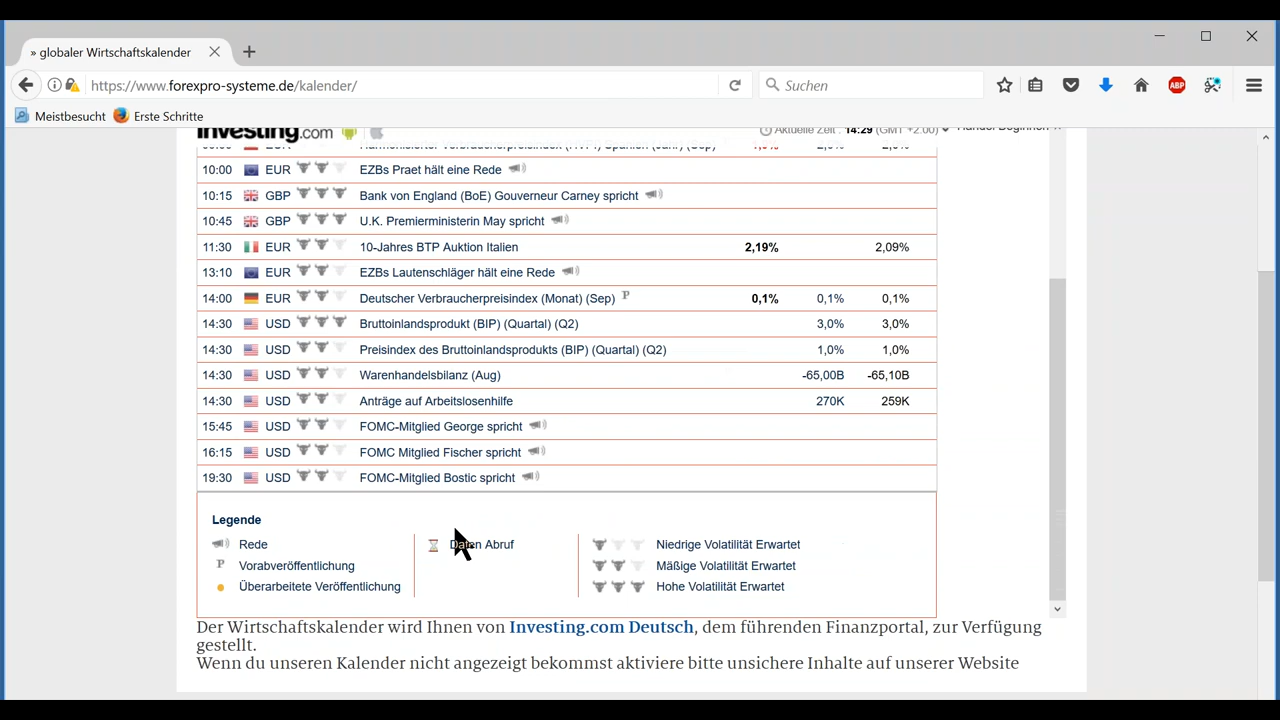 » globaler Wirtschaftskalender
https://www.forexpro-systeme.de/kalender/
Suchen
ABP
Meistbesucht Erste Schritte
Investing.com Aktuelle Zeit : 14:29 (GMT +2:00) Handel Beginnen
10:00 EUR EZBs Praet hält eine Rede
10:15 GBP Bank von England (BoE) Gouverneur Carney spricht
10:45 GBP U.K. Premierministerin May spricht
11:30 EUR 10-Jahres BTP Auktion Italien 2,19% 2,09%
13:10 EUR EZBs Lautenschläger hält eine Rede
14:00 EUR Deutscher Verbraucherpreisindex (Monat) (Sep) P 0,1% 0,1% 0,1%
14:30 USD Bruttoinlandsprodukt (BIP) (Quartal) (Q2) 3,0% 3,0%
14:30 USD Preisindex des Bruttoinlandsprodukts (BIP) (Quartal) (Q2) 1,0% 1,0%
14:30 USD Warenhandelsbilanz (Aug) -65,00B -65,10B
14:30 USD Anträge auf Arbeitslosenhilfe 270K 259K
15:45 USD FOMC-Mitglied George spricht
16:15 USD FOMC Mitglied Fischer spricht
19:30 USD FOMC-Mitglied Bostic spricht
Legende
Rede Daten Abruf Niedrige Volatilität Erwartet
P Vorabveröffentlichung Mäßige Volatilität Erwartet
Überarbeitete Veröffentlichung Hohe Volatilität Erwartet
Der Wirtschaftskalender wird Ihnen von Investing.com Deutsch, dem führenden Finanzportal, zur Verfügung
gestellt.
Wenn du unseren Kalender nicht angezeigt bekommst aktiviere bitte unsichere Inhalte auf unserer Website